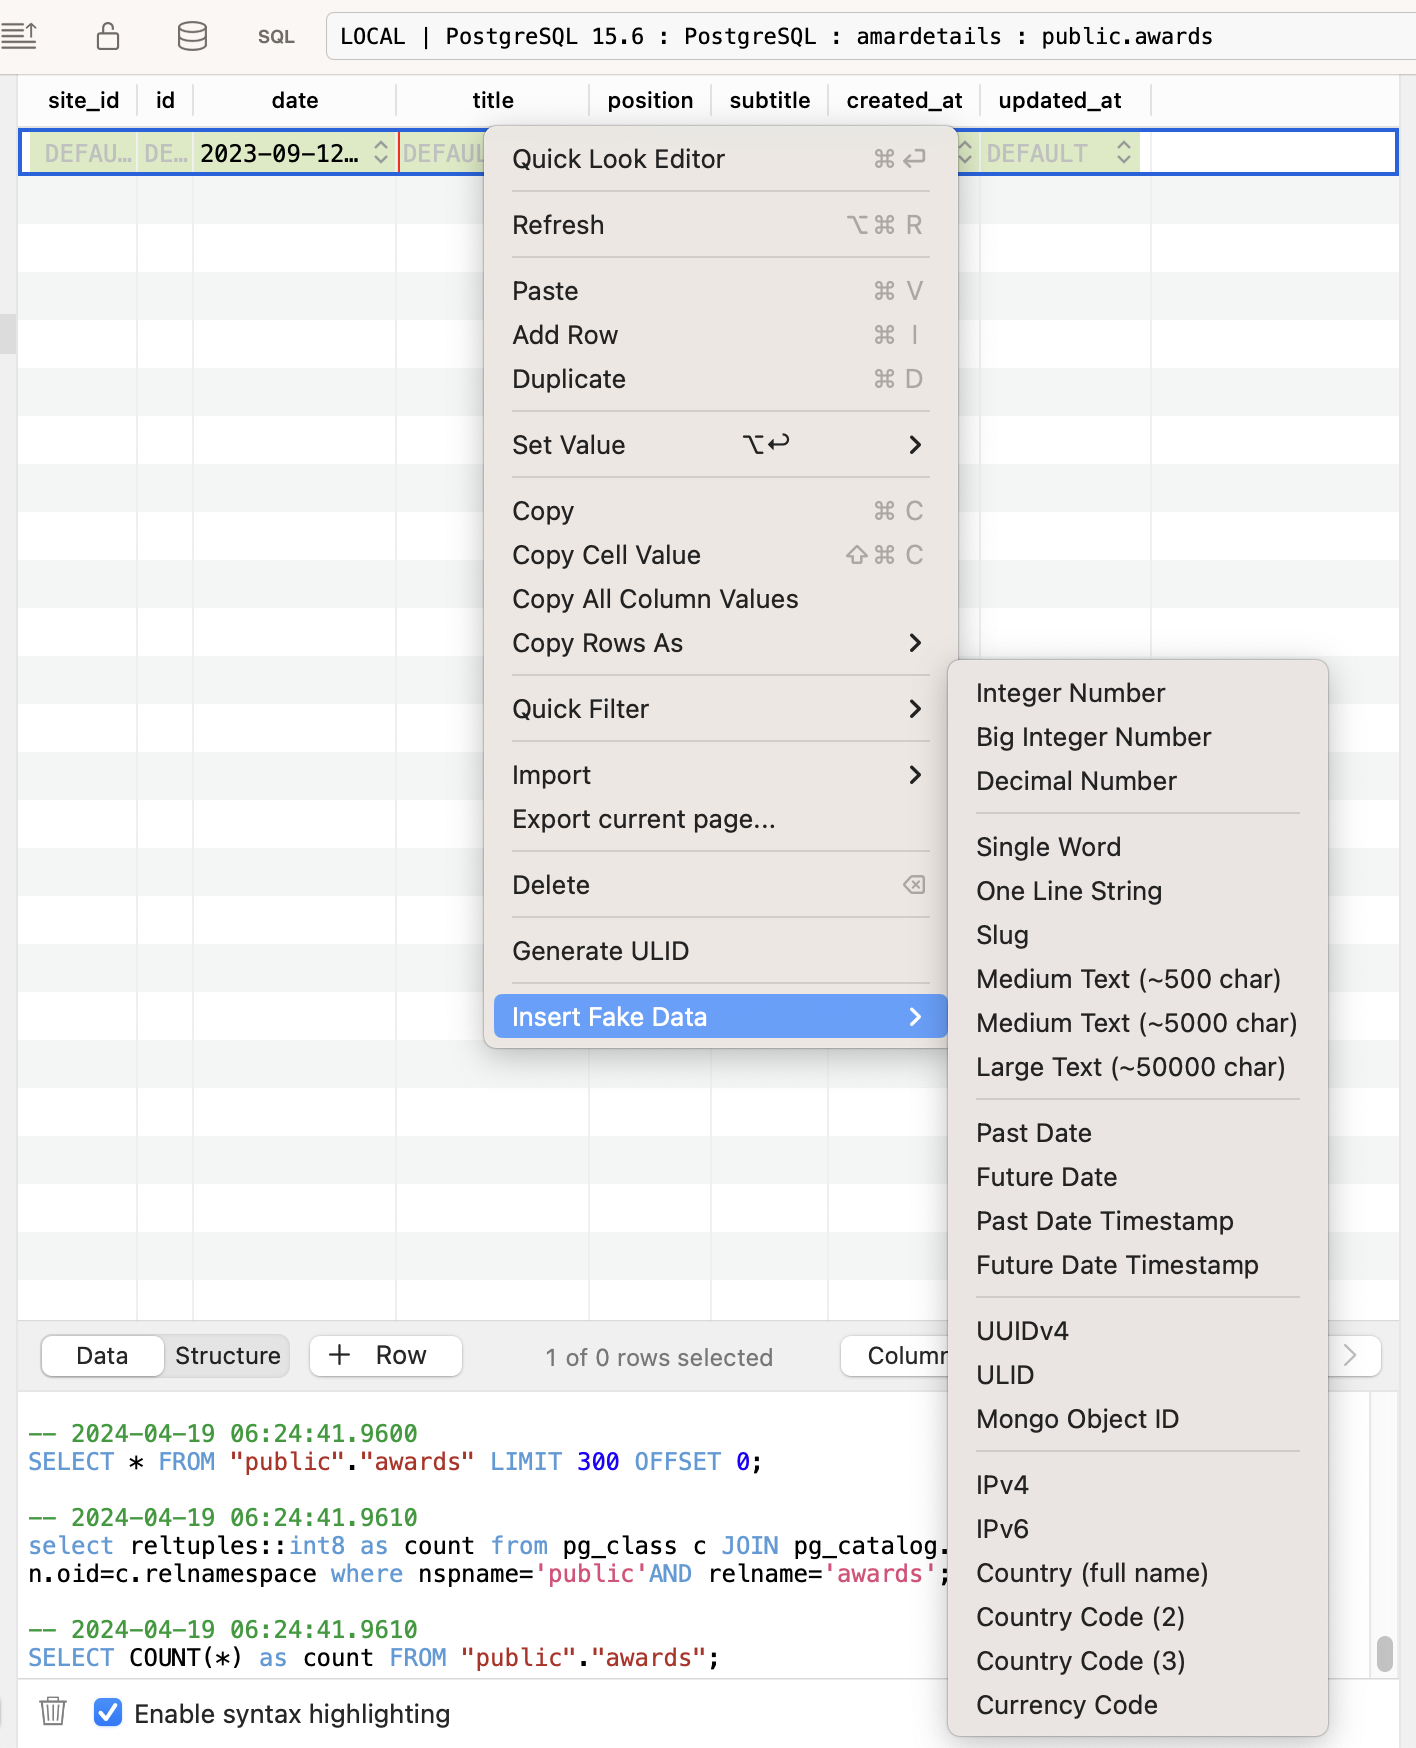 SQL
LOCAL | PostgreSQL 15.6 : PostgreSQL : amardetails : public.awards
site_id id date title position subtitle created_at updated_at
DEFAU… DE… 2023-09-12… DEFAUL DEFAULT
Quick Look Editor ⌘ ↩
Refresh ⌥⌘ R
Paste ⌘ V
Add Row ⌘ I
Duplicate ⌘ D
Set Value ⌥↩
Copy ⌘ C
Copy Cell Value ⇧⌘ C
Copy All Column Values
Copy Rows As
Quick Filter
Import
Export current page...
Delete
Generate ULID
Insert Fake Data
Integer Number
Big Integer Number
Decimal Number
Single Word
One Line String
Slug
Medium Text (~500 char)
Medium Text (~5000 char)
Large Text (~50000 char)
Past Date
Future Date
Past Date Timestamp
Future Date Timestamp
UUIDv4
ULID
Mongo Object ID
IPv4
IPv6
Country (full name)
Country Code (2)
Country Code (3)
Currency Code
Data Structure + Row 1 of 0 rows selected Column
-- 2024-04-19 06:24:41.9600
SELECT * FROM "public"."awards" LIMIT 300 OFFSET 0;
-- 2024-04-19 06:24:41.9610
select reltuples::int8 as count from pg_class c JOIN pg_catalog.
n.oid=c.relnamespace where nspname='public'AND relname='awards';
-- 2024-04-19 06:24:41.9610
SELECT COUNT(*) as count FROM "public"."awards";
Enable syntax highlighting